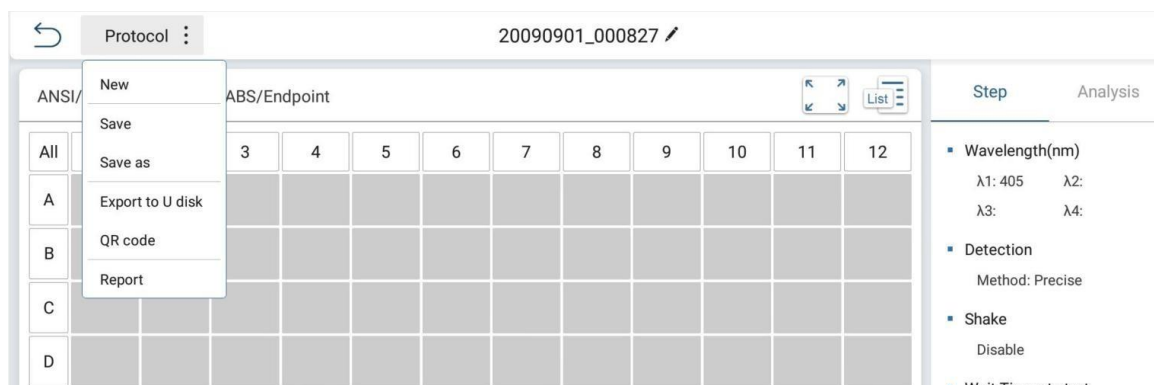 Protocol
20090901_000827
New
Save
Save as
Export to U disk
QR code
Report
ANSI/
ABS/Endpoint
List
All 3 4 5 6 7 8 9 10 11 12
A
B
C
D
Step Analysis
Wavelength(nm)
λ1: 405 λ2:
λ3: λ4:
Detection
Method: Precise
Shake
Disable